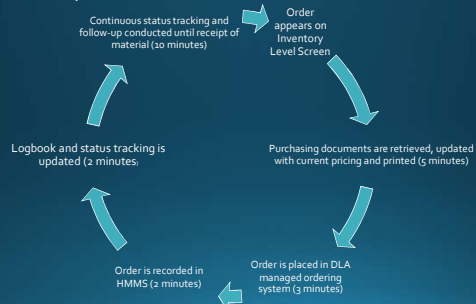 Continuous status tracking and
follow-up conducted until receipt of
material (10 minutes)
Order
appears on
Inventory
Level Screen
Purchasing documents are retrieved, updated
with current pricing and printed (5 minutes)
Order is placed in DLA
managed ordering
system (3 minutes)
Order is recorded in
HMMS (2 minutes)
Logbook and status tracking is
updated (2 minutes)